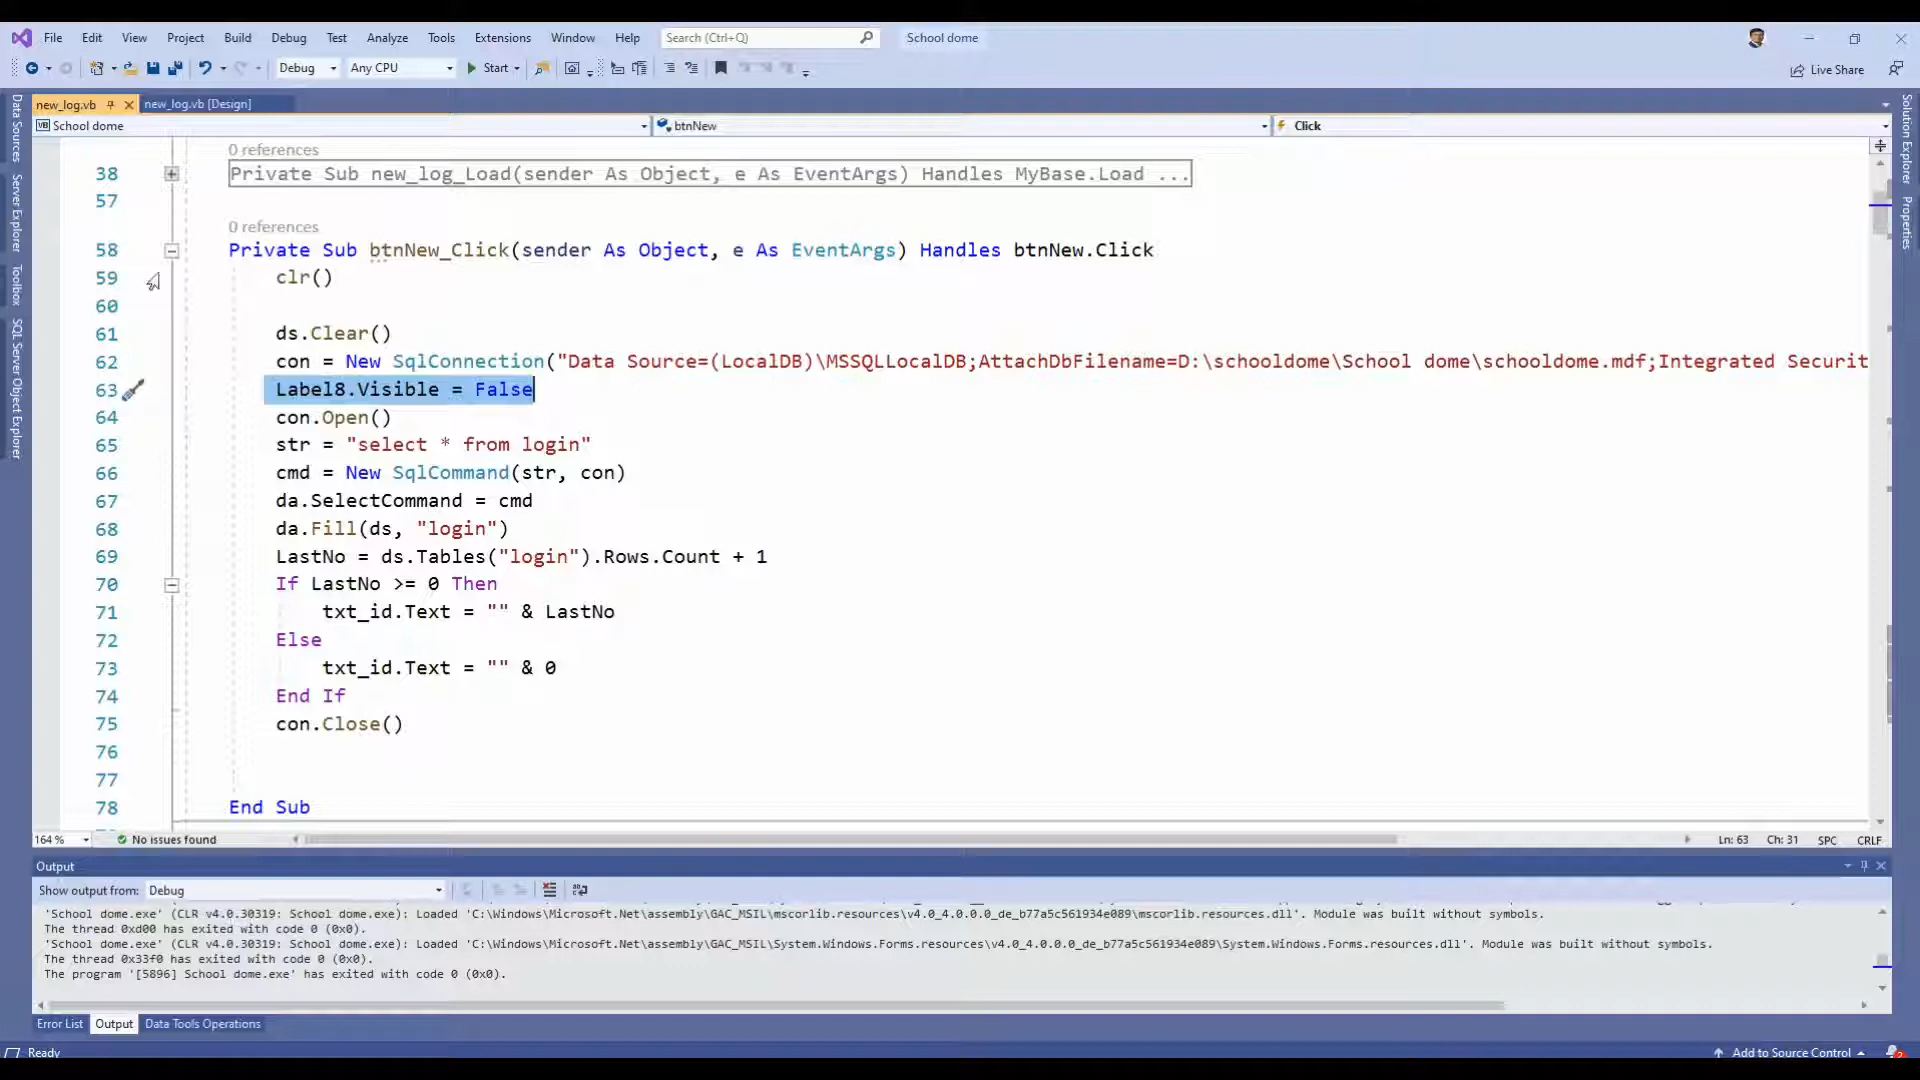 File Edit View Project Build Debug Test Analyze Tools Extensions Window Help Search (Ctrl+Q) School dome
Debug Any CPU Start Live Share
new_log.vb new_log.vb [Design]
School dome btnNew Click
Data Sources
Server Explorer
Toolbox
SQL Server Object Explorer
Solution Explorer
Properties
0 references
38 Private Sub new_log_Load(sender As Object, e As EventArgs) Handles MyBase.Load ...
57
0 references
58 Private Sub btnNew_Click(sender As Object, e As EventArgs) Handles btnNew.Click
59 clr()
60
61 ds.Clear()
62 con = New SqlConnection("Data Source=(LocalDB)\MSSQLLocalDB;AttachDbFilename=D:\schooldome\School dome\schooldome.mdf;Integrated Securit
63 Label8.Visible = False
64 con.Open()
65 str = "select * from login"
66 cmd = New SqlCommand(str, con)
67 da.SelectCommand = cmd
68 da.Fill(ds, "login")
69 LastNo = ds.Tables("login").Rows.Count + 1
70 If LastNo >= 0 Then
71 txt_id.Text = "" & LastNo
72 Else
73 txt_id.Text = "" & 0
74 End If
75 con.Close()
76
77
78 End Sub
164 % No issues found Ln: 63 Ch: 31 SPC CRLF
Output
Show output from: Debug
'School dome.exe' (CLR v4.0.30319: School dome.exe): Loaded 'C:\Windows\Microsoft.Net\assembly\GAC_MSIL\mscorlib.resources\v4.0_4.0.0.0_de_b77a5c561934e089\mscorlib.resources.dll'. Module was built without symbols.
The thread 0xd00 has exited with code 0 (0x0).
'School dome.exe' (CLR v4.0.30319: School dome.exe): Loaded 'C:\Windows\Microsoft.Net\assembly\GAC_MSIL\System.Windows.Forms.resources\v4.0_4.0.0.0_de_b77a5c561934e089\System.Windows.Forms.resources.dll'. Module was built without symbols.
The thread 0x33f0 has exited with code 0 (0x0).
The program '[5896] School dome.exe' has exited with code 0 (0x0).
Error List Output Data Tools Operations
Ready Add to Source Control 2